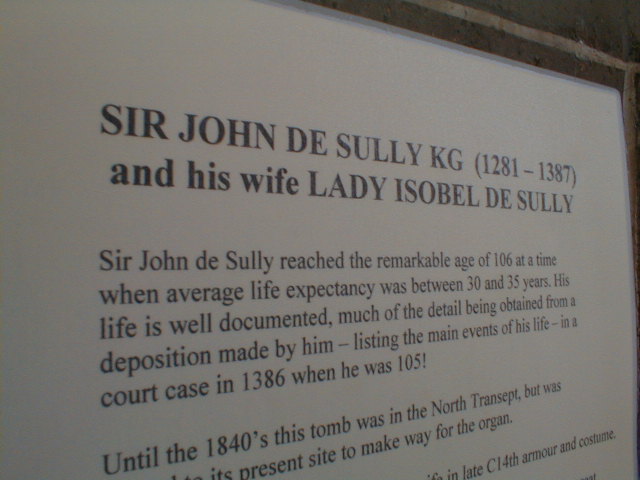 SIR JOHN DE SULLY KG (1281 – 1387)
and his wife LADY ISOBEL DE SULLY
Sir John de Sully reached the remarkable age of 106 at a time
when average life expectancy was between 30 and 35 years. His
life is well documented, much of the detail being obtained from a
deposition made by him – listing the main events of his life – in a
court case in 1386 when he was 105!
Until the 1840's this tomb was in the North Transept, but was
to its present site to make way for the organ.
in late C14th armour and costume.